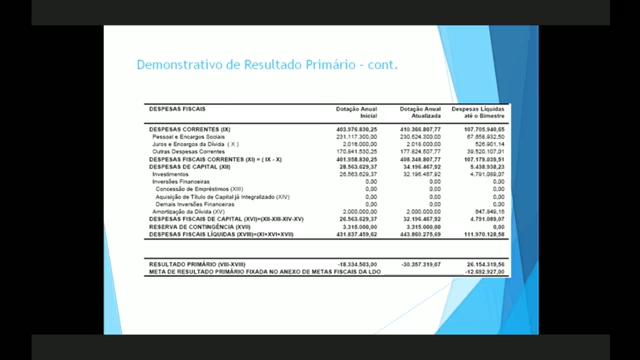 Demonstrativo de Resultado Primário - cont.
DESPESAS FISCAIS Dotação Anual Inicial Dotação Anual Atualizada Despesas Líquidas até o Bimestre
DESPESAS CORRENTES (IX) 403.976.830,25 410.366.807,77 107.705.940,65
Pessoal e Encargos Sociais 231.117.300,00 230.524.300,00 67.658.932,50
Juros e Encargos da Dívida ( X ) 2.018.000,00 2.018.000,00 526.901,14
Outras Despesas Correntes 170.841.530,25 177.824.507,77 39.520.107,01
DESPESAS FISCAIS CORRENTES (XI) = ( IX - X) 401.958.830,25 408.348.807,77 107.179.039,51
DESPESAS DE CAPITAL (XII) 28.563.629,37 34.196.467,92 5.438.938,23
Investimentos 26.563.629,37 32.196.467,92 4.791.089,07
Inversões Financeiras 0,00 0,00 0,00
Concessão de Empréstimos (XIII) 0,00 0,00 0,00
Aquisição de Título de Capital já Integralizado (XIV) 0,00 0,00 0,00
Demais Inversões Financeiras 0,00 0,00 0,00
Amortização da Dívida (XV) 2.000.000,00 2.000.000,00
DESPESAS FISCAIS DE CAPITAL (XVI)=(XII-XIII-XIV-XV) 26.563.629,37 32.196.467,92 4.791.089,07
RESERVA DE CONTINGÊNCIA (XVII) 3.315.000,00 3.315.000,00 0,00
DESPESAS FISCAIS LÍQUIDAS (XVIII)=(XI+XVI+XVII) 431.837.459,62 443.860.275,69 111.970.128,58
RESULTADO PRIMÁRIO (VIII-XVIII) -18.334.503,00 -30.357.319,07 26.154.319,56
META DE RESULTADO PRIMÁRIO FIXADA NO ANEXO DE METAS FISCAIS DA LDO -12.692.927,00